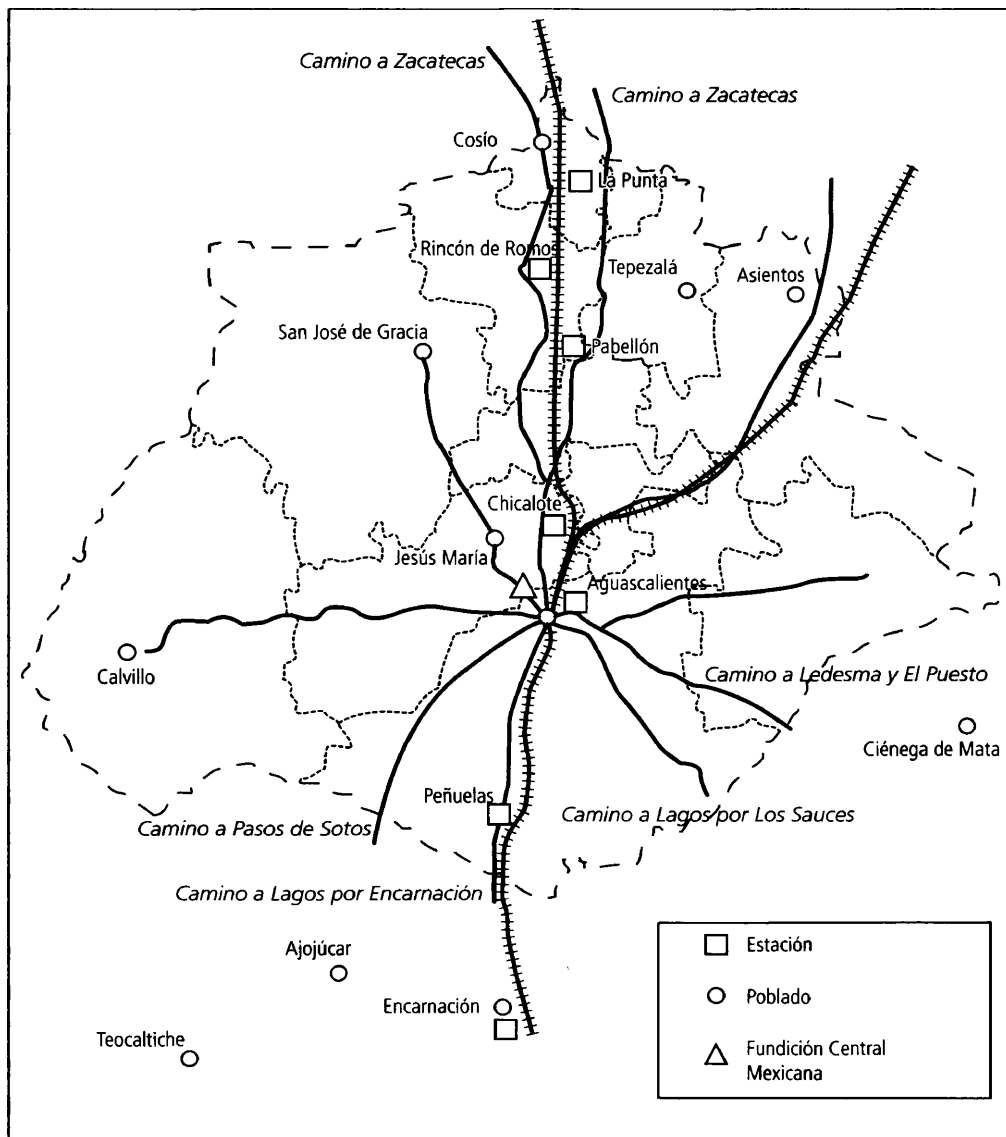 Camino a Zacatecas
Camino a Zacatecas
Cosío
La Punta
Rincón de Romos
Tepezalá
Asientos
San José de Gracia
Pabellón
Chicalote
Jesús María
Aguascalientes
Calvillo
Camino a Ledesma y El Puesto
Ciénega de Mata
Peñuelas
Camino a Pasos de Sotos
Camino a Lagos por Los Sauces
Camino a Lagos por Encarnación
Ajojúcar
Encarnación
Teocaltiche
Estación
Poblado
Fundición Central
Mexicana